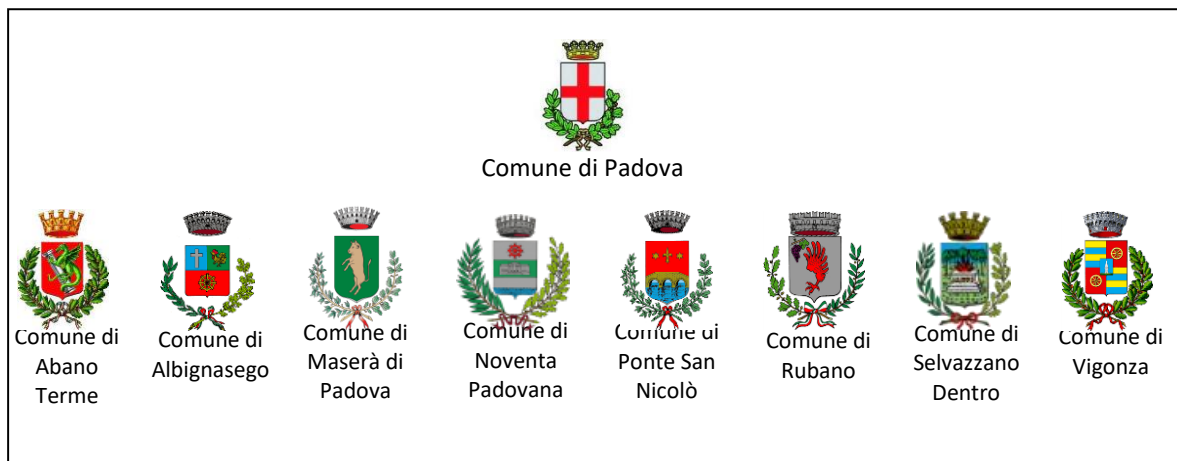 Comune di Padova
Comune di
Abano
Terme
Comune di
Albignasego
Comune di
Maserà di
Padova
Comune di
Noventa
Padovana
Comune di
Ponte San
Nicolò
Comune di
Rubano
Comune di
Selvazzano
Dentro
Comune di
Vigonza